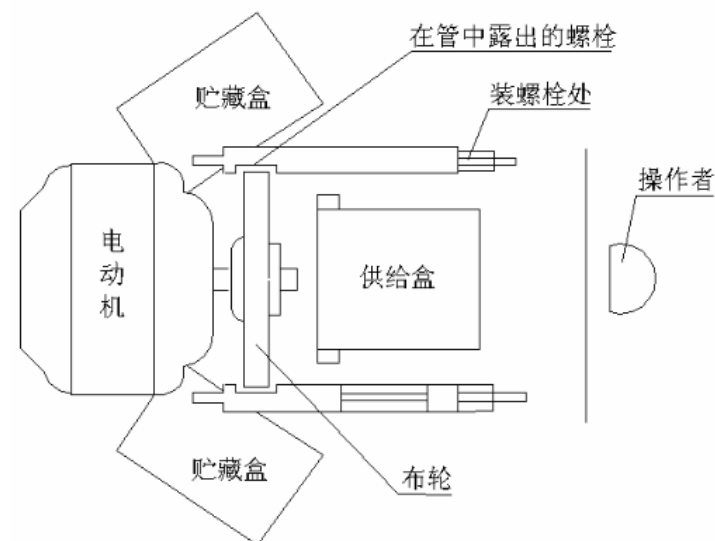 在管中露出的螺栓
贮藏盒
装螺栓处
操作者
电动机
供给盒
贮藏盒
布轮